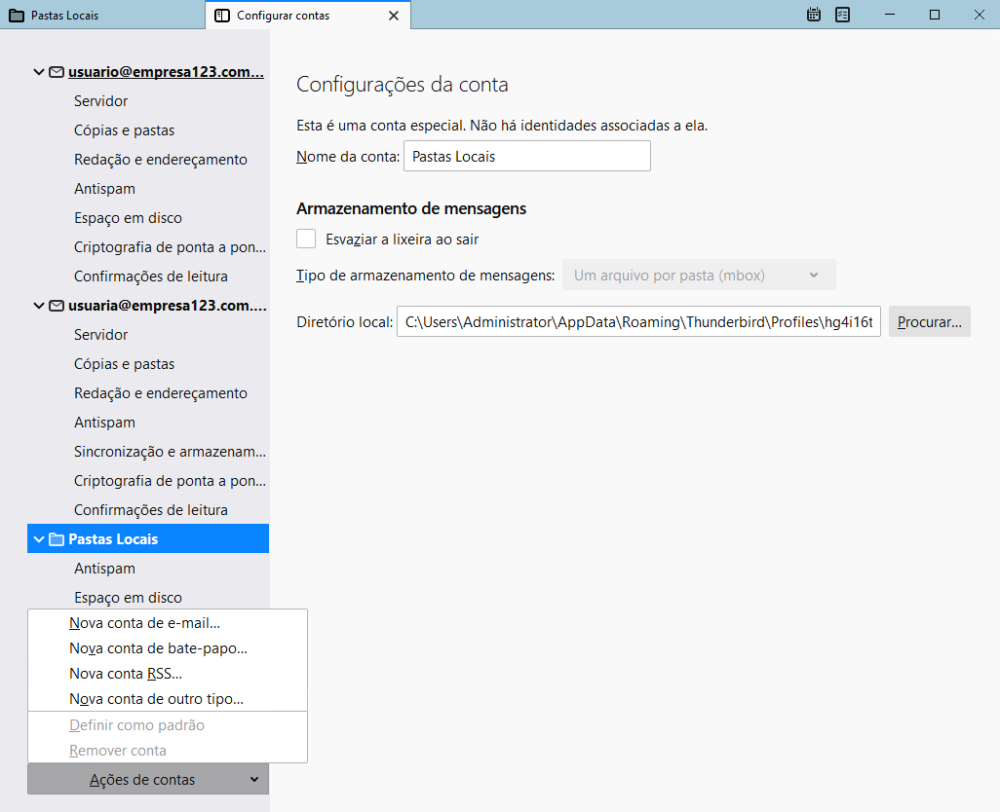 Pastas Locais
Configurar contas
usuario@empresa123.com...
Servidor
Cópias e pastas
Redação e endereçamento
Antispam
Espaço em disco
Criptografia de ponta a pon...
Confirmações de leitura
usuaria@empresa123.com....
Servidor
Cópias e pastas
Redação e endereçamento
Antispam
Sincronização e armazenam...
Criptografia de ponta a pon...
Confirmações de leitura
Pastas Locais
Antispam
Espaço em disco
Nova conta de e-mail...
Nova conta de bate-papo...
Nova conta RSS...
Nova conta de outro tipo...
Definir como padrão
Remover conta
Ações de contas
Configurações da conta
Esta é uma conta especial. Não há identidades associadas a ela.
Nome da conta: Pastas Locais
Armazenamento de mensagens
Esvaziar a lixeira ao sair
Tipo de armazenamento de mensagens: Um arquivo por pasta (mbox)
Diretório local: C:\Users\Administrator\AppData\Roaming\Thunderbird\Profiles\hg4i16t Procurar...